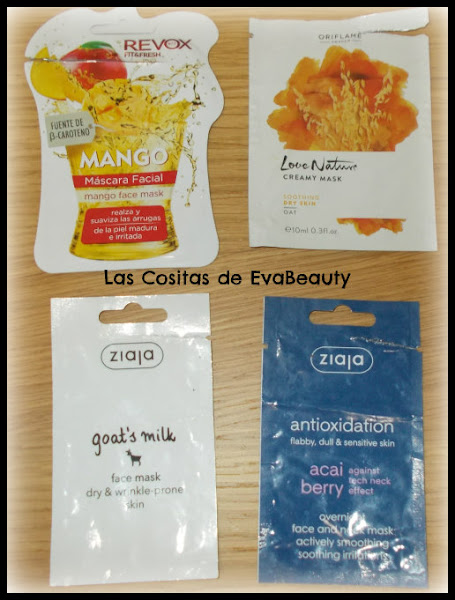 REVOX
FIT&FRESH
FUENTE DE
β-CAROTENO
MANGO
Máscara Facial
mango face mask
realza y
suaviza las arrugas
de la piel madura
e irritada
ORIFLAME
Love Nature
CREAMY MASK
SOOTHING
DRY SKIN
OAT
℮10ml 0.3fl.oz.
Las Cositas de EvaBeauty
ziaja
goat's milk
face mask
dry & wrinkle-prone
skin
ziaja
antioxidation
flabby, dull & sensitive skin
acai
berry
against
tech neck
effect
overnight
face and neck mask
actively smoothing
soothing irritations